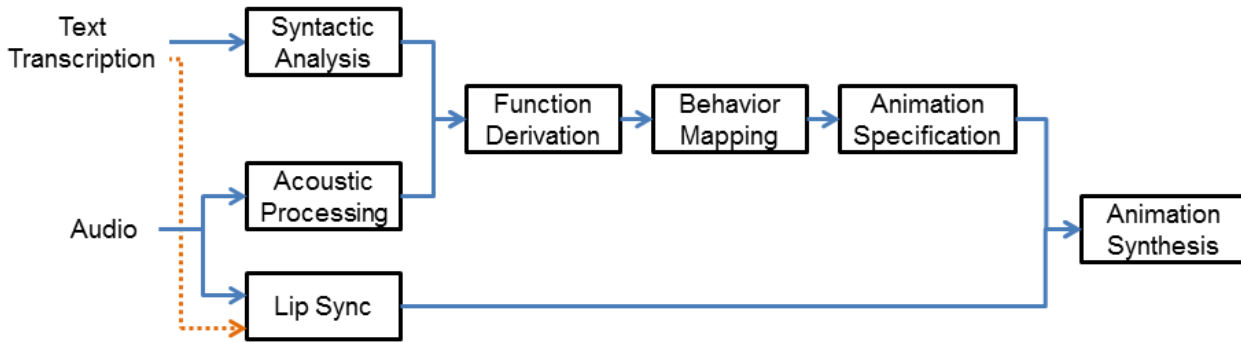 Text
Transcription
Syntactic
Analysis
Function
Derivation
Behavior
Mapping
Animation
Specification
Acoustic
Processing
Audio
Animation
Synthesis
Lip Sync